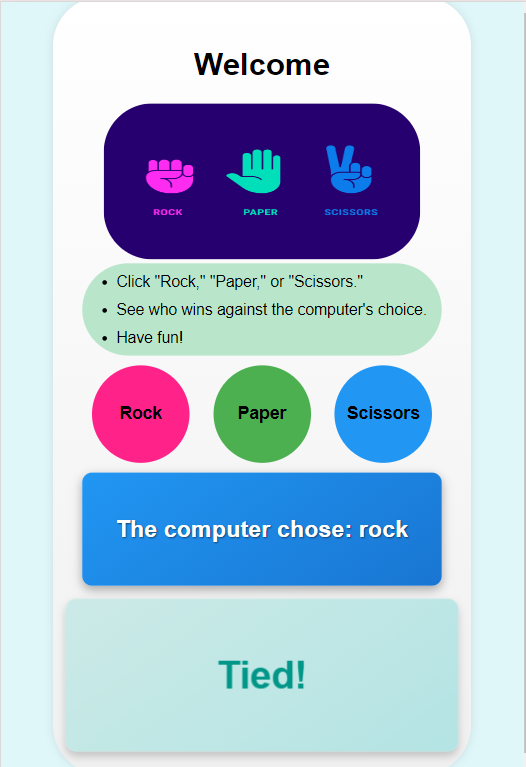 Welcome
ROCK PAPER SCISSORS
Click "Rock," "Paper," or "Scissors."
See who wins against the computer's choice.
Have fun!
Rock Paper Scissors
The computer chose: rock
Tied!